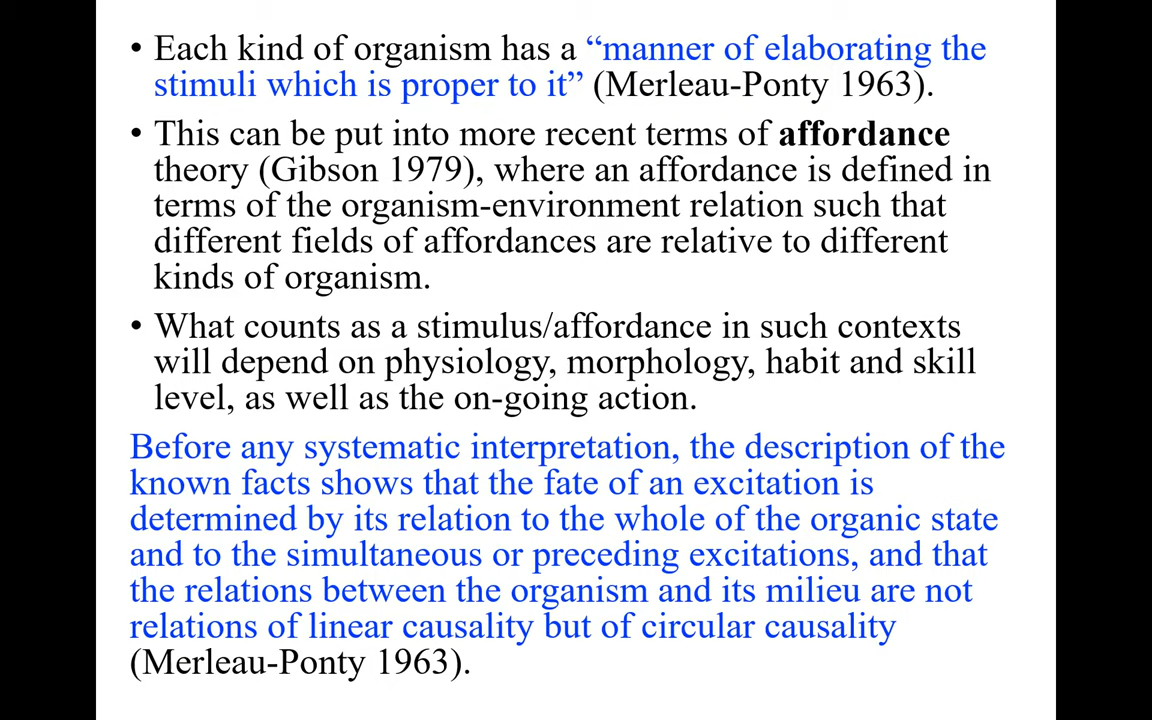 • Each kind of organism has a “manner of elaborating the
stimuli which is proper to it” (Merleau-Ponty 1963).
• This can be put into more recent terms of affordance
theory (Gibson 1979), where an affordance is defined in
terms of the organism-environment relation such that
different fields of affordances are relative to different
kinds of organism.
• What counts as a stimulus/affordance in such contexts
will depend on physiology, morphology, habit and skill
level, as well as the on-going action.
Before any systematic interpretation, the description of the
known facts shows that the fate of an excitation is
determined by its relation to the whole of the organic state
and to the simultaneous or preceding excitations, and that
the relations between the organism and its milieu are not
relations of linear causality but of circular causality
(Merleau-Ponty 1963).